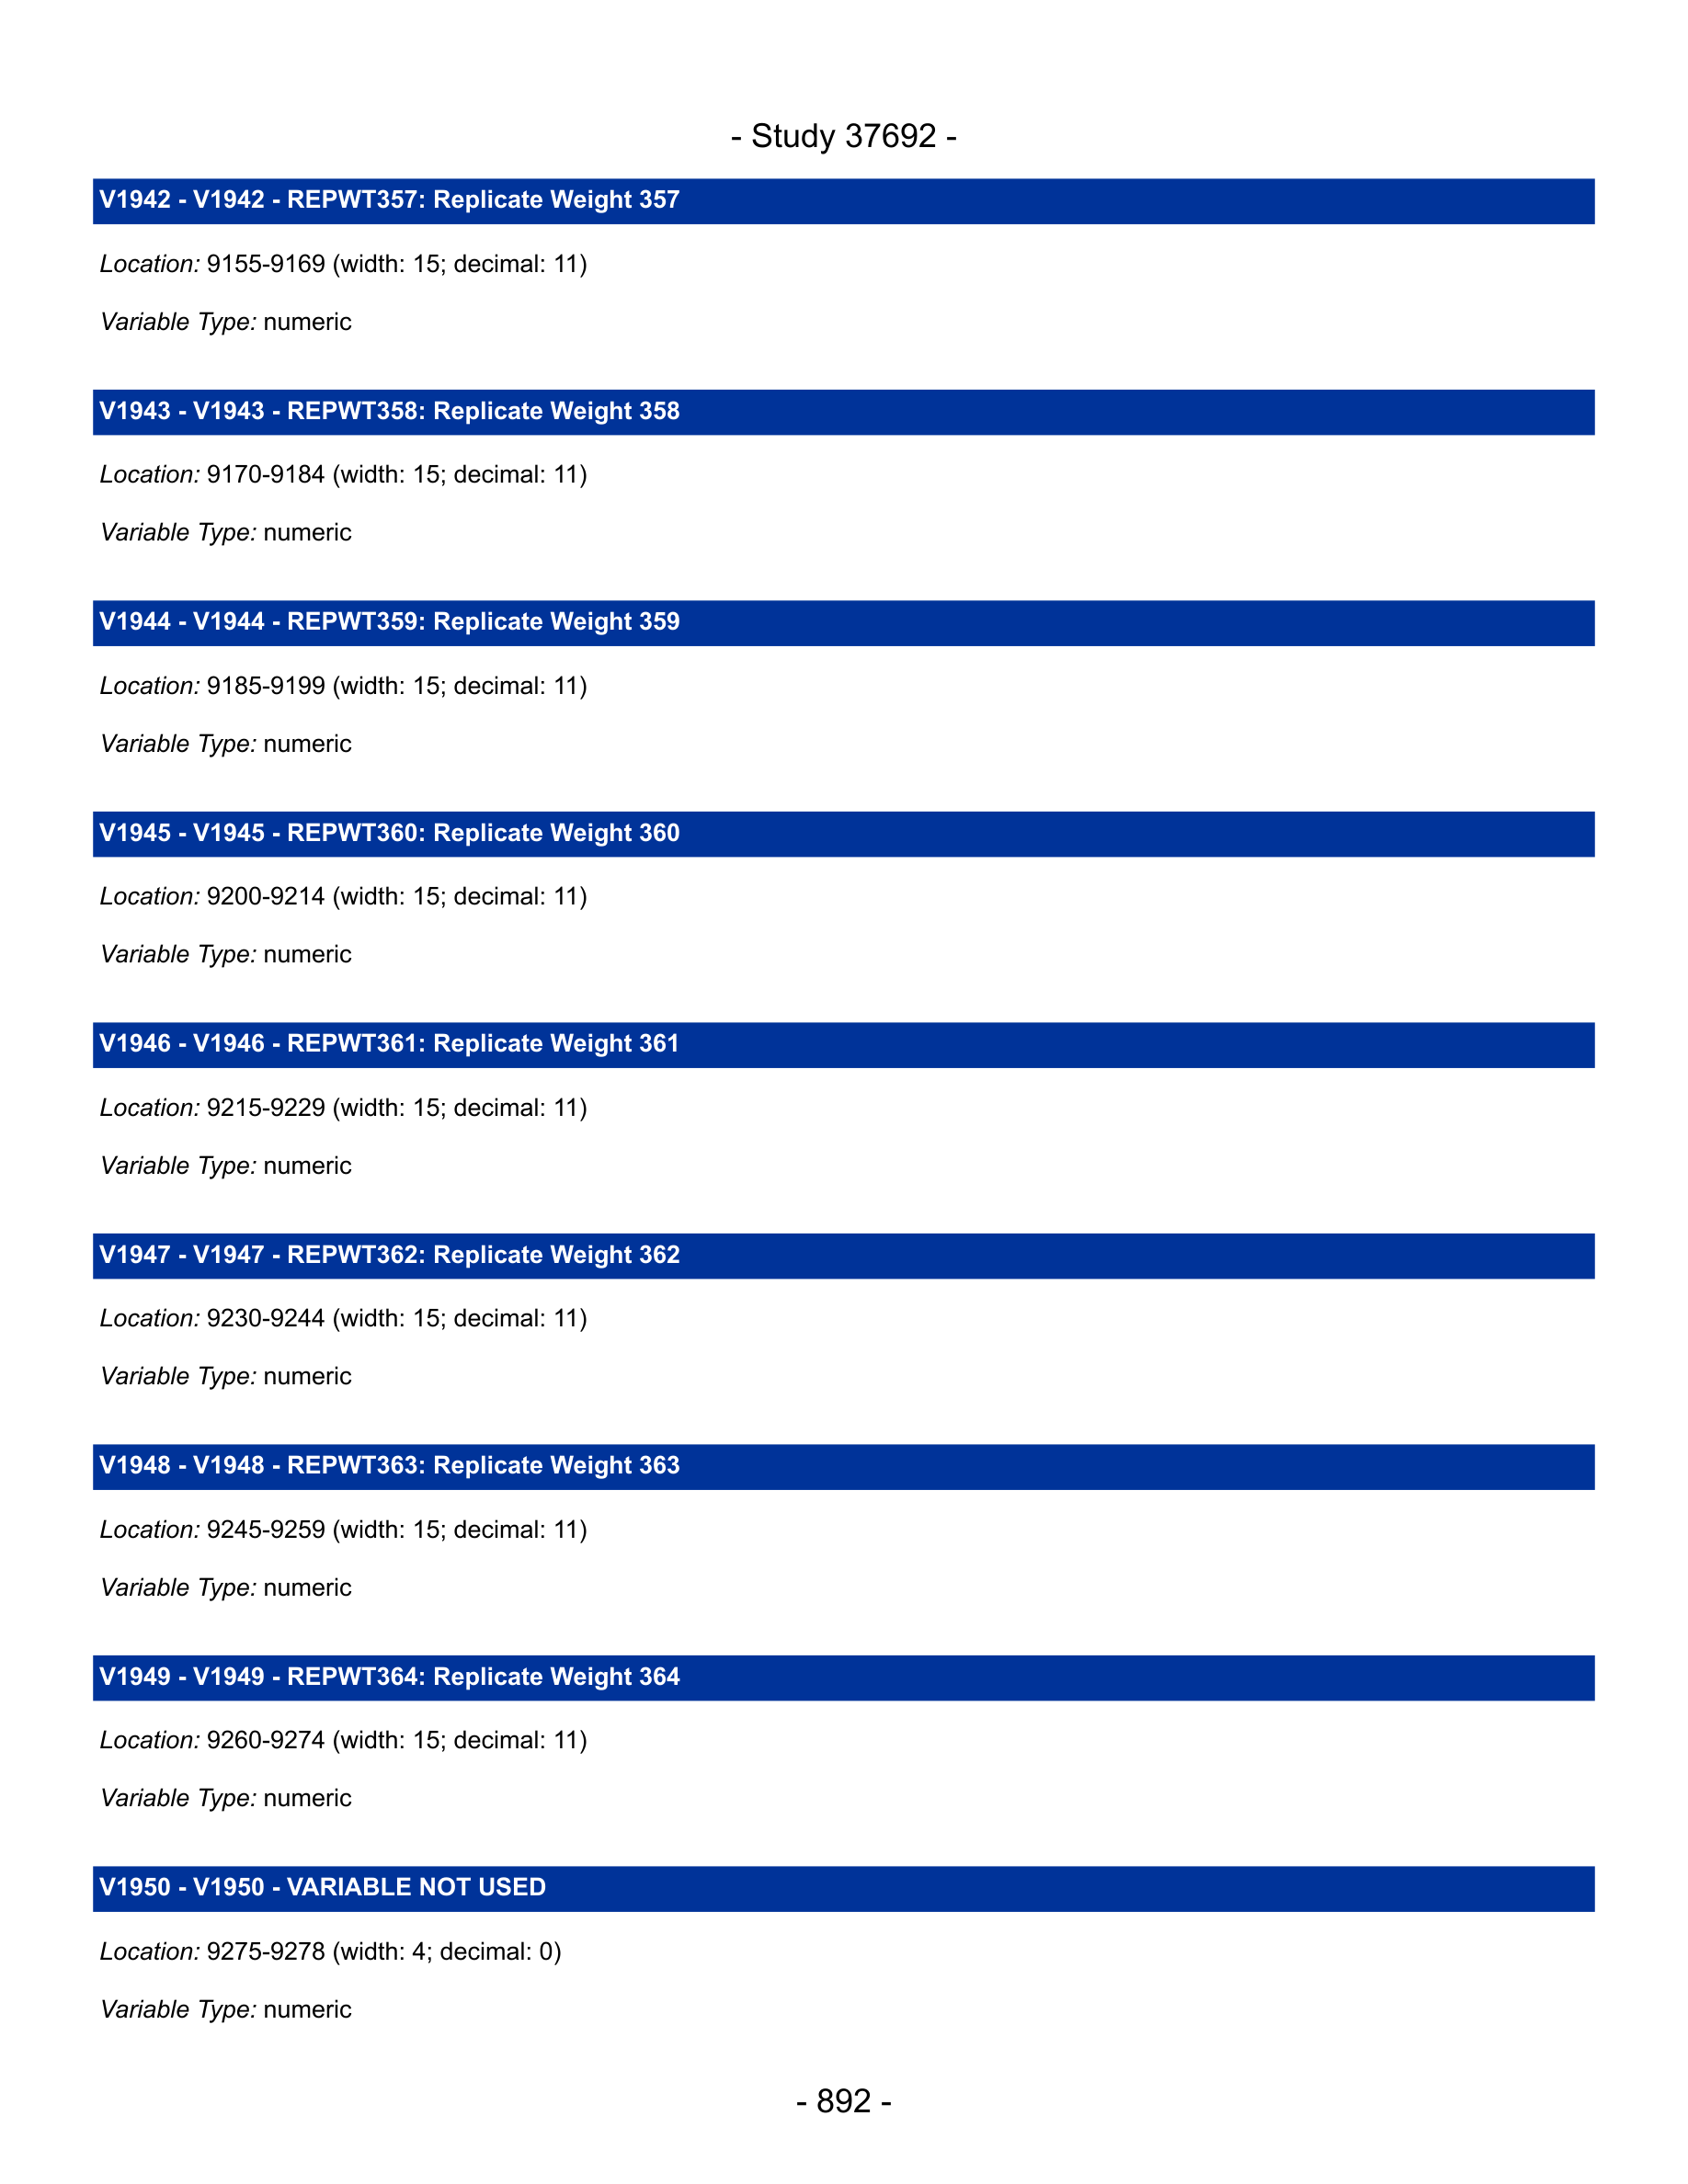 - Study 37692 -
V1942 - V1942 - REPWT357: Replicate Weight 357
Location: 9155-9169 (width: 15; decimal: 11)
Variable Type: numeric
V1943 - V1943 - REPWT358: Replicate Weight 358
Location: 9170-9184 (width: 15; decimal: 11)
Variable Type: numeric
V1944 - V1944 - REPWT359: Replicate Weight 359
Location: 9185-9199 (width: 15; decimal: 11)
Variable Type: numeric
V1945 - V1945 - REPWT360: Replicate Weight 360
Location: 9200-9214 (width: 15; decimal: 11)
Variable Type: numeric
V1946 - V1946 - REPWT361: Replicate Weight 361
Location: 9215-9229 (width: 15; decimal: 11)
Variable Type: numeric
V1947 - V1947 - REPWT362: Replicate Weight 362
Location: 9230-9244 (width: 15; decimal: 11)
Variable Type: numeric
V1948 - V1948 - REPWT363: Replicate Weight 363
Location: 9245-9259 (width: 15; decimal: 11)
Variable Type: numeric
V1949 - V1949 - REPWT364: Replicate Weight 364
Location: 9260-9274 (width: 15; decimal: 11)
Variable Type: numeric
V1950 - V1950 - VARIABLE NOT USED
Location: 9275-9278 (width: 4; decimal: 0)
Variable Type: numeric
- 892 -